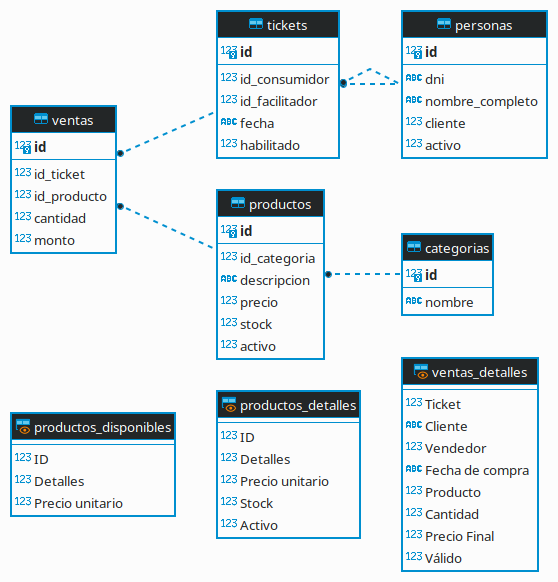 tickets
123 id
123 id_consumidor
123 id_facilitador
ABC fecha
123 habilitado
personas
123 id
ABC dni
ABC nombre_completo
123 cliente
123 activo
ventas
123 id
123 id_ticket
123 id_producto
123 cantidad
123 monto
productos
123 id
123 id_categoria
ABC descripcion
123 precio
123 stock
123 activo
categorias
123 id
ABC nombre
productos_disponibles
123 ID
123 Detalles
123 Precio unitario
productos_detalles
123 ID
123 Detalles
123 Precio unitario
123 Stock
123 Activo
ventas_detalles
123 Ticket
ABC Cliente
123 Vendedor
ABC Fecha de compra
123 Producto
123 Cantidad
123 Precio Final
123 Válido